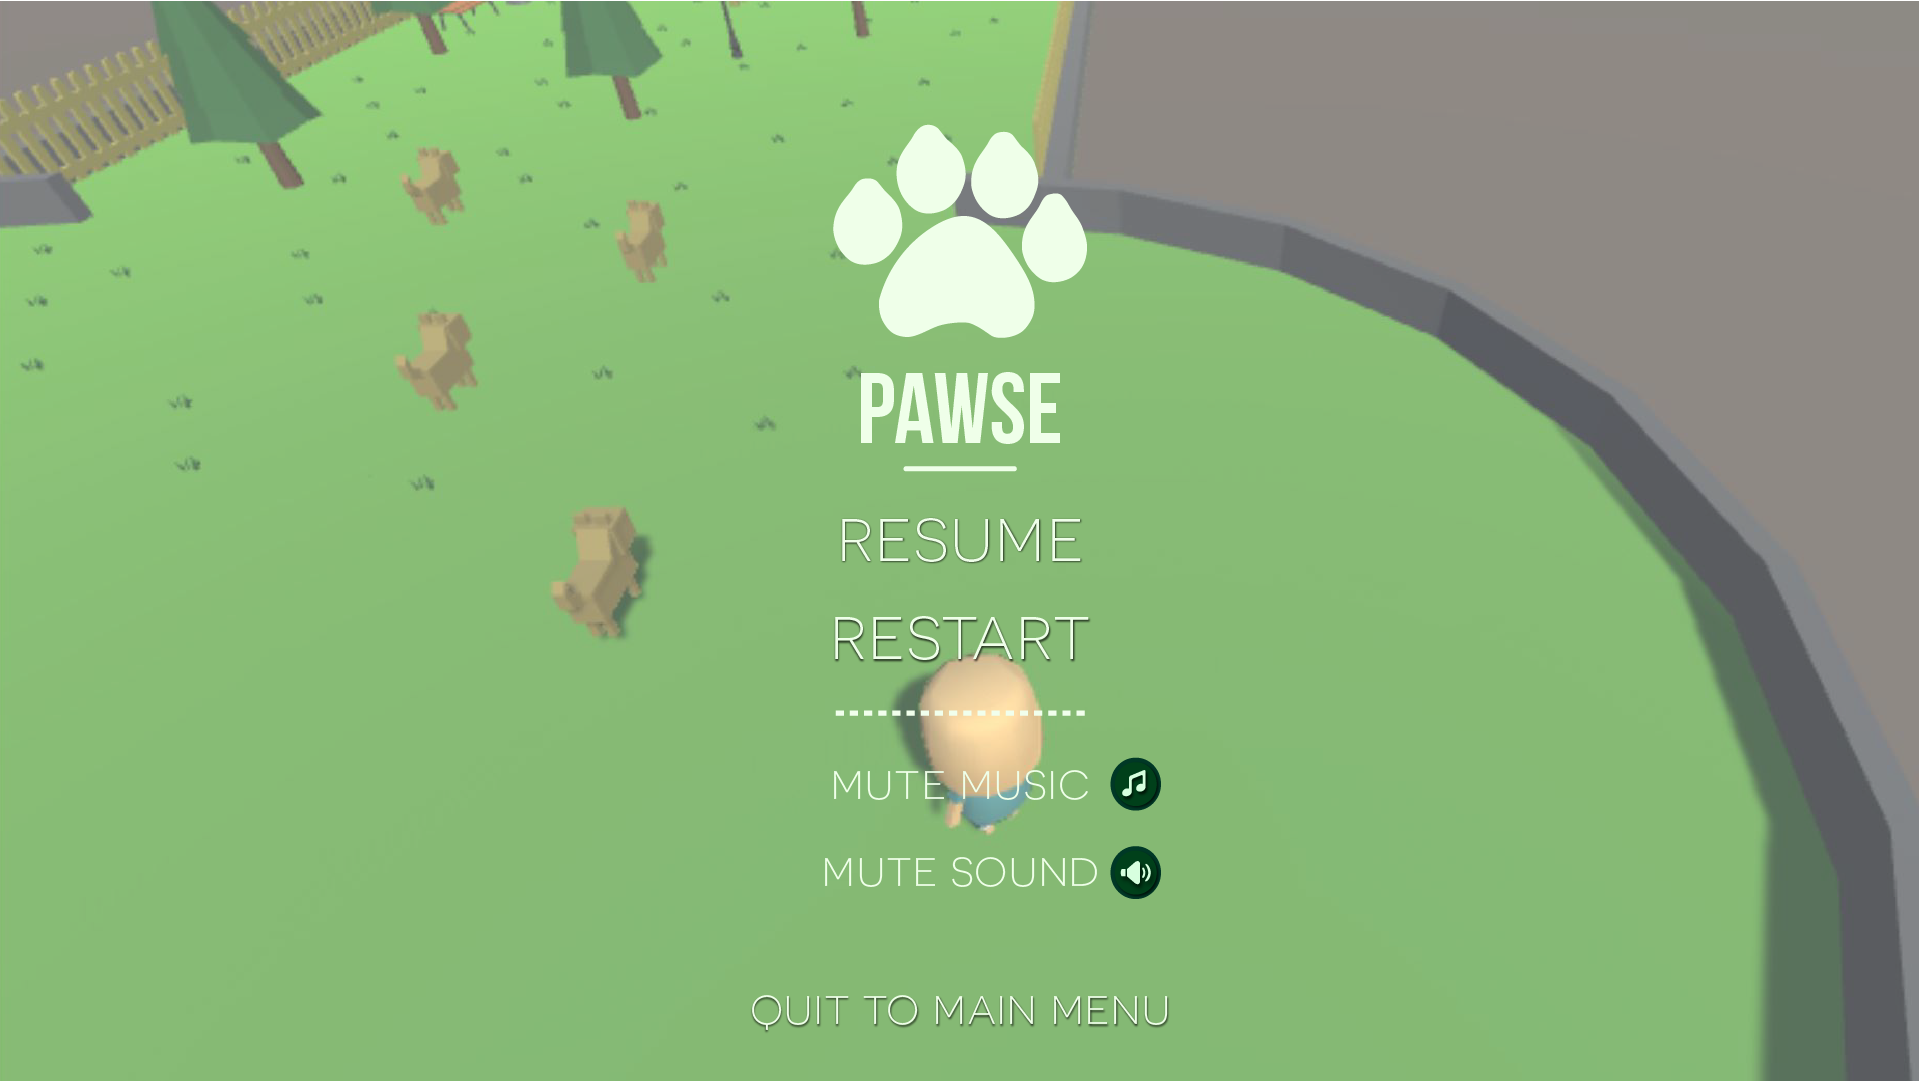 PAWSE
RESUME
RESTART
MUTE MUSIC
MUTE SOUND
QUIT TO MAIN MENU